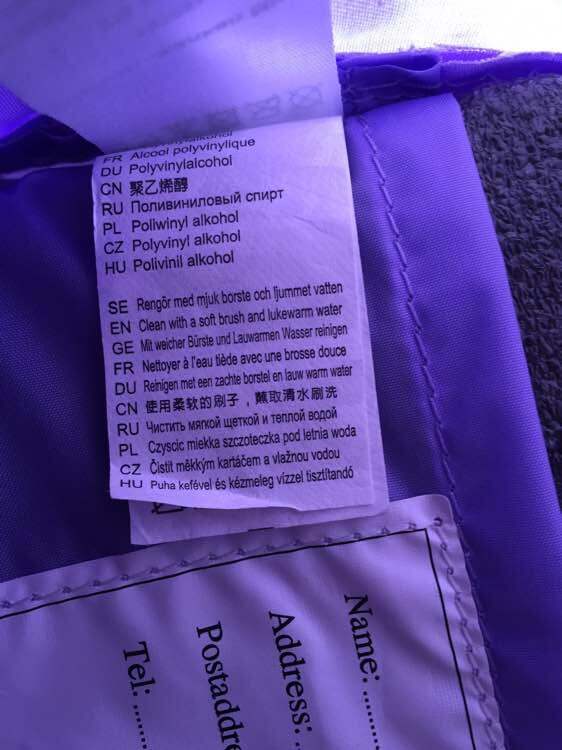 FR Alcool polyvinylique
DU Polyvinylalcohol
CN 聚乙烯醇
RU Поливиниловый спирт
PL Poliwinyl alkohol
CZ Polyvinyl alkohol
HU Polivinil alkohol
SE Rengör med mjuk borste och ljummet vatten
EN Clean with a soft brush and lukewarm water
GE Mit weicher Bürste und Lauwarmen Wasser reinigen
FR Nettoyer à l'eau tiède avec une brosse douce
DU Reinigen met een zachte borstel en lauw warm water
CN 使用柔软的刷子，蘸取清水刷洗
RU Чистить мягкой щеткой и теплой водой
PL Czyscic miekka szczoteczka pod letnia woda
CZ Čistit měkkým kartáčem a vlažnou vodou
HU Puha kefével és kézmeleg vízzel tisztítandó
Name: ........
Address: ..
Postaddre
Tel: .......